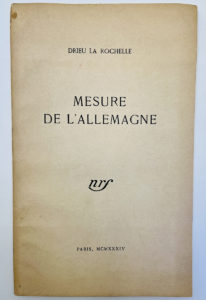 DRIEU LA ROCHELLE
MESURE
DE L'ALLEMAGNE
nrf
PARIS, MCMXXXIV